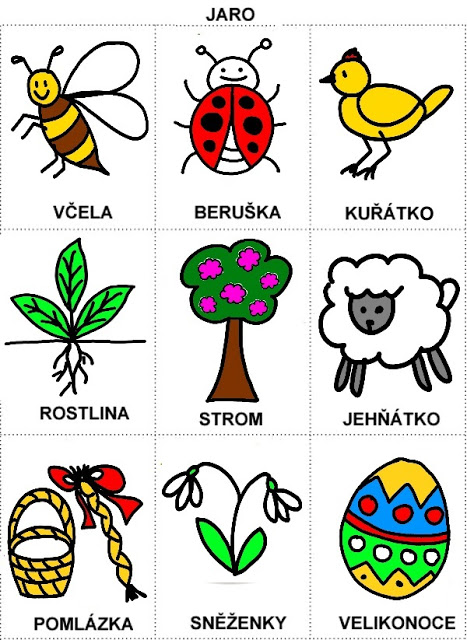 JARO
VČELA
BERUŠKA
KUŘÁTKO
ROSTLINA
STROM
JEHŇÁTKO
POMLÁZKA
SNĚŽENKY
VELIKONOCE